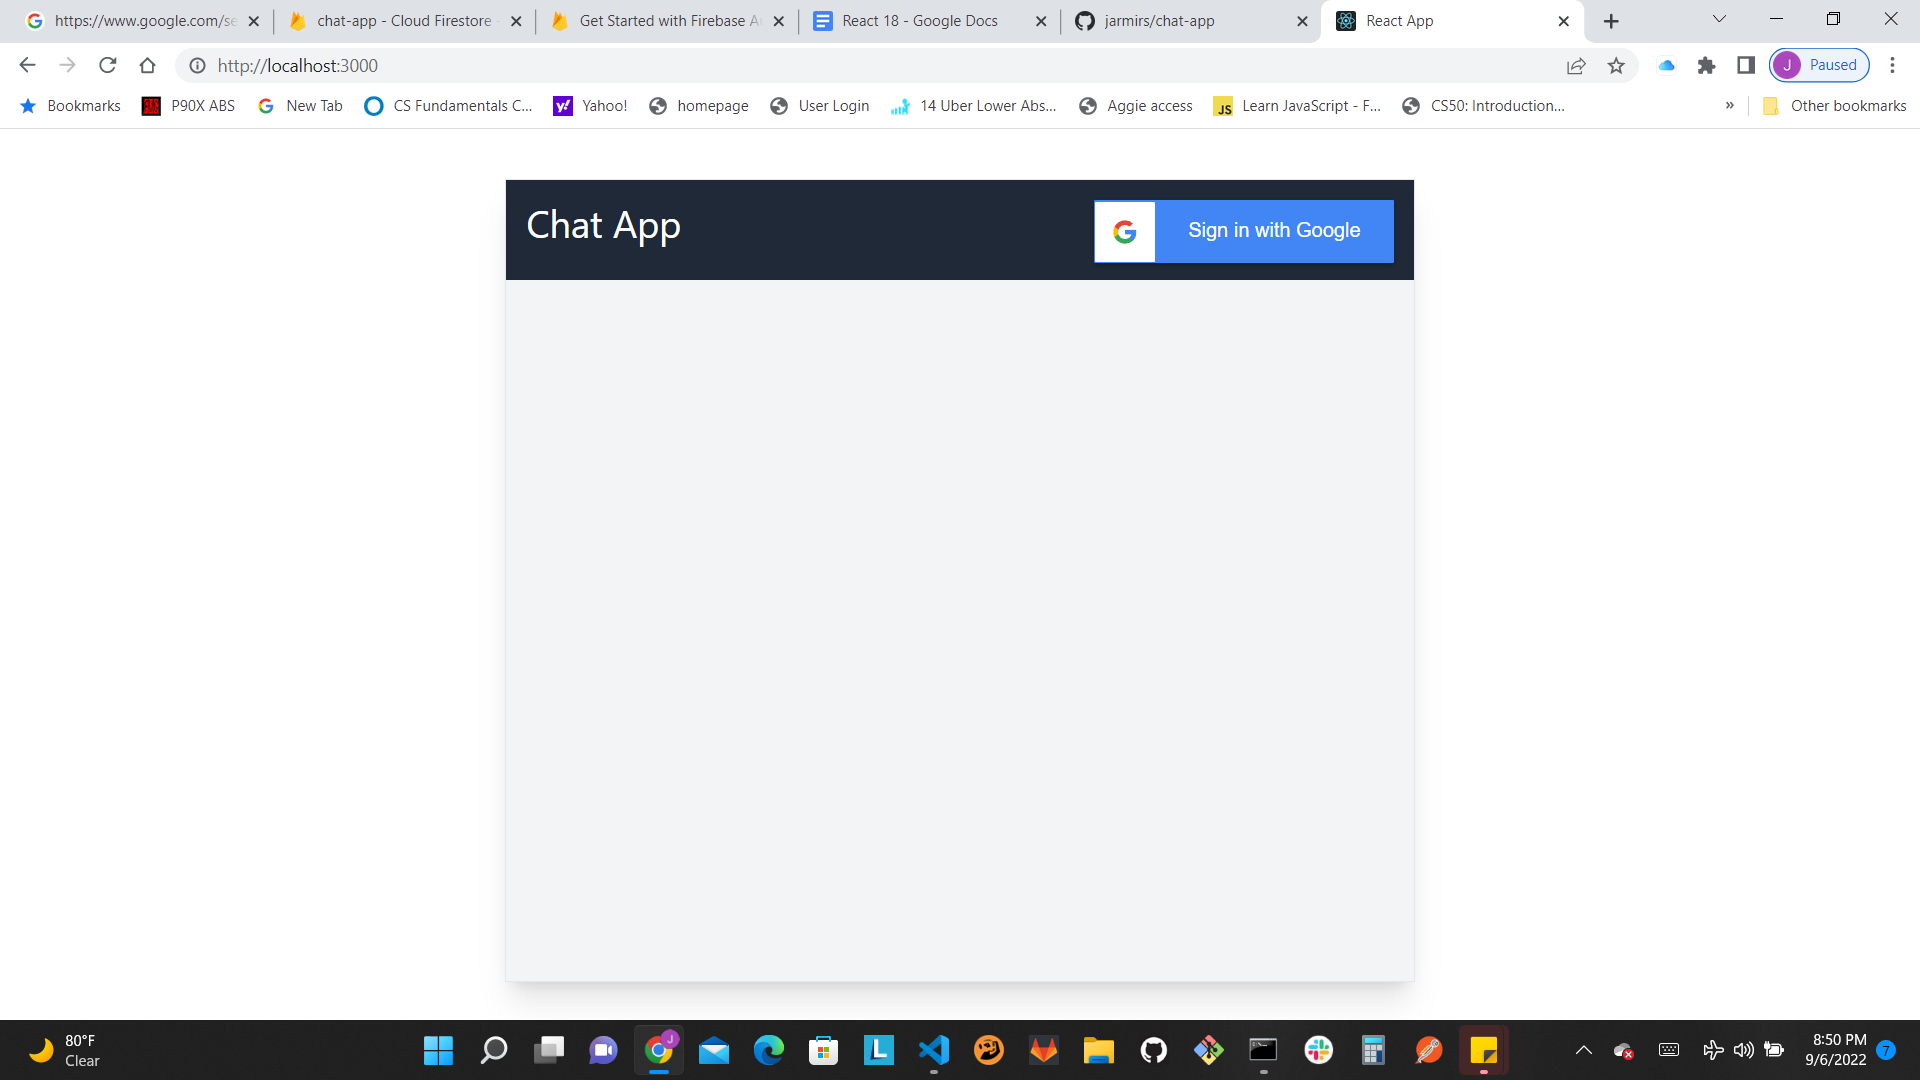 https://www.google.com/se
chat-app - Cloud Firestore -
Get Started with Firebase A
React 18 - Google Docs
jarmirs/chat-app
React App
http://localhost:3000
J
Paused
Bookmarks
P90X ABS
New Tab
CS Fundamentals C...
Yahoo!
homepage
User Login
14 Uber Lower Abs...
Aggie access
JS
Learn JavaScript - F...
CS50: Introduction...
»
Other bookmarks
Chat App
Sign in with Google
80°F
Clear
J
L
8:50 PM
9/6/2022
7